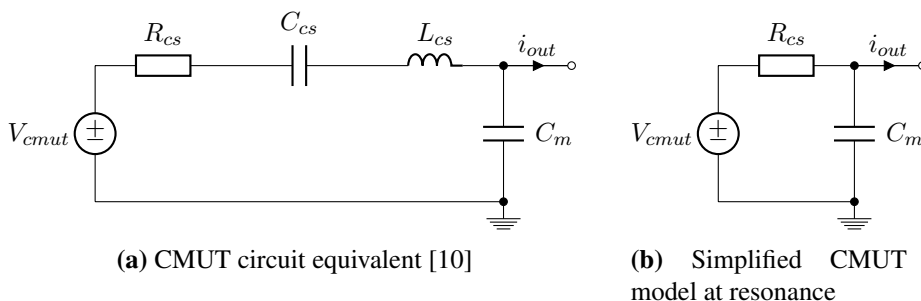 R_cs
C_cs
L_cs
i_out
V_cmut
±
C_m
(a) CMUT circuit equivalent [10]
R_cs
i_out
V_cmut
±
C_m
(b) Simplified CMUT
model at resonance